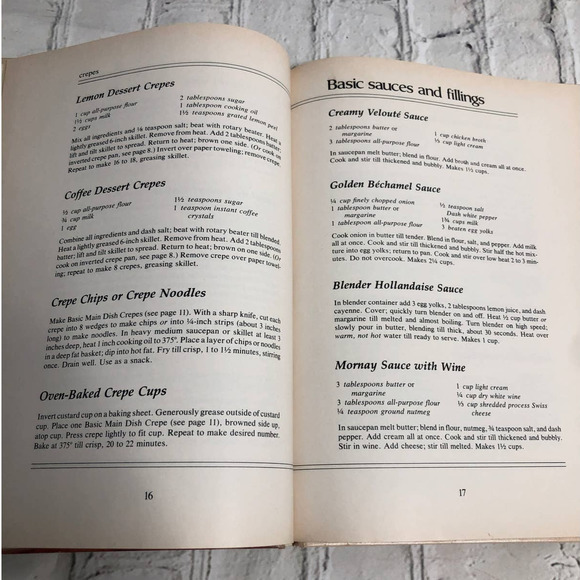 crepes
Lemon Dessert Crepes
1 cup all-purpose flour
1½ cups milk
2 eggs
2 tablespoons sugar
1 tablespoon cooking oil
1½ teaspoons grated lemon peel
Mix all ingredients and ¼ teaspoon salt; beat with rotary beater. Heat a
lightly greased 6-inch skillet. Remove from heat. Add 2 tablespoons batter;
lift and tilt skillet to spread. Return to heat; brown one side. (Or cook on
inverted crepe pan, see page 8.) Invert over paper toweling; remove crepe.
Repeat to make 16 to 18, greasing skillet.
Coffee Dessert Crepes
½ cup all-purpose flour
¾ cup milk
1 egg
1½ teaspoons sugar
1 teaspoon instant coffee
crystals
Combine all ingredients and dash salt; beat with rotary beater till blended.
Heat a lightly greased 6-inch skillet. Remove from heat. Add 2 tablespoons
batter; lift and tilt skillet to spread. Return to heat; brown on one side. (Or
cook on inverted crepe pan, see page 8.) Remove crepe over paper towel-
ing; repeat to make 8 crepes, greasing skillet.
Crepe Chips or Crepe Noodles
Make Basic Main Dish Crepes (see page 11). With a sharp knife, cut each
crepe into 8 wedges to make chips or into ¼-inch strips (about 3 inches
long) to make noodles. In heavy medium saucepan or skillet at least 3
inches deep, heat 1 inch cooking oil to 375°. Place a layer of chips or noodles
in a deep fat basket; dip into hot fat. Fry till crisp, 1 to 1½ minutes, stirring
once. Drain well. Use as a snack.
Oven-Baked Crepe Cups
Invert custard cup on a baking sheet. Generously grease outside of custard
cup. Place one Basic Main Dish Crepe (see page 11), browned side up,
atop cup. Press crepe lightly to fit cup. Repeat to make desired number.
Bake at 375° till crisp, 20 to 22 minutes.
16
Basic sauces and fillings
Creamy Velouté Sauce
2 tablespoons butter or
margarine
3 tablespoons all-purpose flour
1 cup chicken broth
½ cup light cream
In saucepan melt butter; blend in flour. Add broth and cream all at once.
Cook and stir till thickened and bubbly. Makes 1½ cups.
Golden Béchamel Sauce
¼ cup finely chopped onion
1 tablespoon butter or
margarine
1 tablespoon all-purpose flour
½ teaspoon salt
Dash white pepper
1¾ cups milk
3 beaten egg yolks
Cook onion in butter till tender. Blend in flour, salt, and pepper. Add milk
all at once. Cook and stir till thickened and bubbly. Stir half the hot mix-
ture into egg yolks; return to pan. Cook and stir over low heat 2 to 3 min-
utes. Do not overcook. Makes 2¼ cups.
Blender Hollandaise Sauce
In blender container add 3 egg yolks, 2 tablespoons lemon juice, and dash
cayenne. Cover; quickly turn blender on and off. Heat ½ cup butter or
margarine till melted and almost boiling. Turn blender on high speed;
slowly pour in butter, blending till thick, about 30 seconds. Heat over
warm, not hot water till ready to serve. Makes 1 cup.
Mornay Sauce with Wine
3 tablespoons butter or
margarine
3 tablespoons all-purpose flour
¼ teaspoon ground nutmeg
1 cup light cream
¼ cup dry white wine
⅓ cup shredded process Swiss
cheese
In saucepan melt butter; blend in flour, nutmeg, ¾ teaspoon salt, and dash
pepper. Add cream all at once. Cook and stir till thickened and bubbly.
Stir in wine. Add cheese; stir till melted. Makes 1½ cups.
17